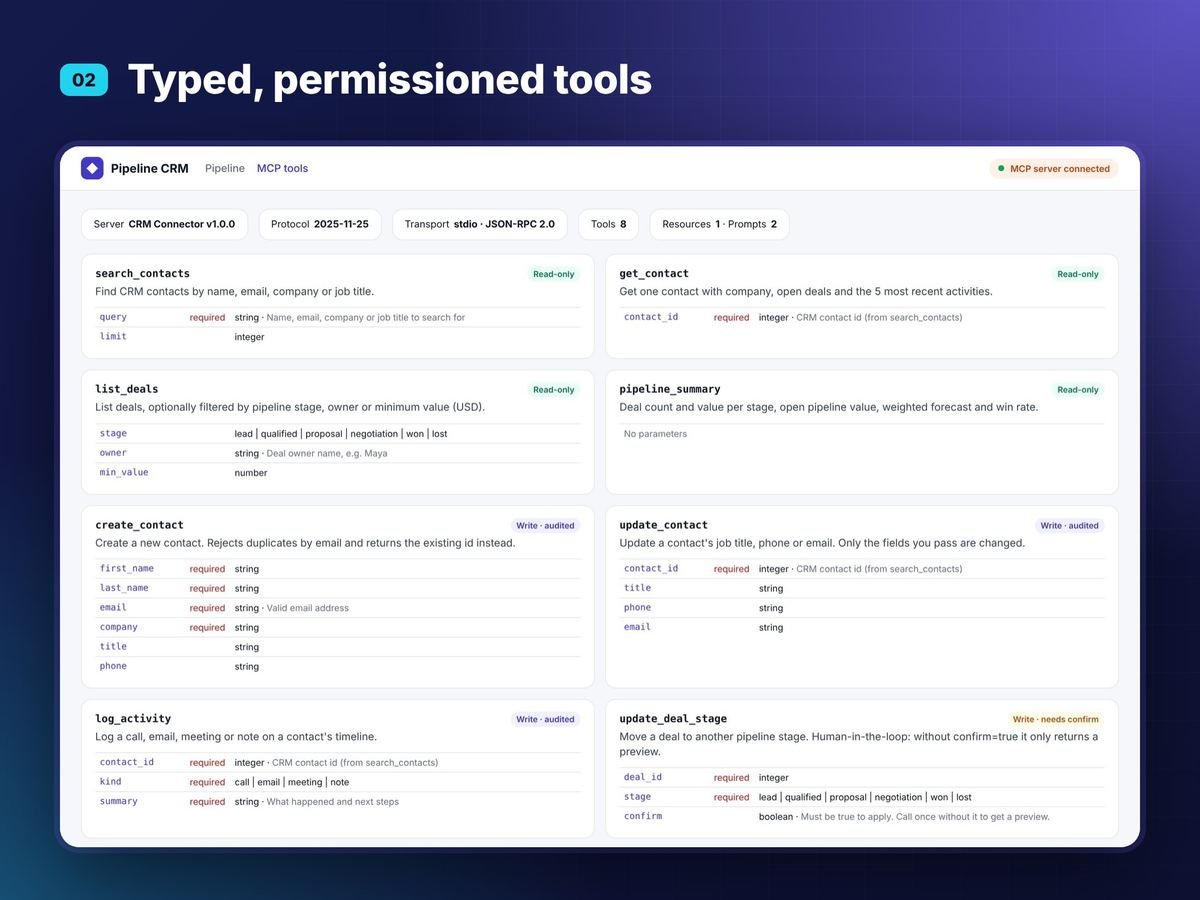 02 Typed, permissioned tools
Pipeline CRM Pipeline MCP tools MCP server connected
Server CRM Connector v1.0.0 Protocol 2025-11-25 Transport stdio · JSON-RPC 2.0 Tools 8 Resources 1 · Prompts 2
search_contacts Read-only
Find CRM contacts by name, email, company or job title.
query required string · Name, email, company or job title to search for
limit integer
get_contact Read-only
Get one contact with company, open deals and the 5 most recent activities.
contact_id required integer · CRM contact id (from search_contacts)
list_deals Read-only
List deals, optionally filtered by pipeline stage, owner or minimum value (USD).
stage lead | qualified | proposal | negotiation | won | lost
owner string · Deal owner name, e.g. Maya
min_value number
pipeline_summary Read-only
Deal count and value per stage, open pipeline value, weighted forecast and win rate.
No parameters
create_contact Write · audited
Create a new contact. Rejects duplicates by email and returns the existing id instead.
first_name required string
last_name required string
email required string · Valid email address
company required string
title string
phone string
update_contact Write · audited
Update a contact's job title, phone or email. Only the fields you pass are changed.
contact_id required integer · CRM contact id (from search_contacts)
title string
phone string
email string
log_activity Write · audited
Log a call, email, meeting or note on a contact's timeline.
contact_id required integer · CRM contact id (from search_contacts)
kind required call | email | meeting | note
summary required string · What happened and next steps
update_deal_stage Write · needs confirm
Move a deal to another pipeline stage. Human-in-the-loop: without confirm=true it only returns a
preview.
deal_id required integer
stage required lead | qualified | proposal | negotiation | won | lost
confirm boolean · Must be true to apply. Call once without it to get a preview.